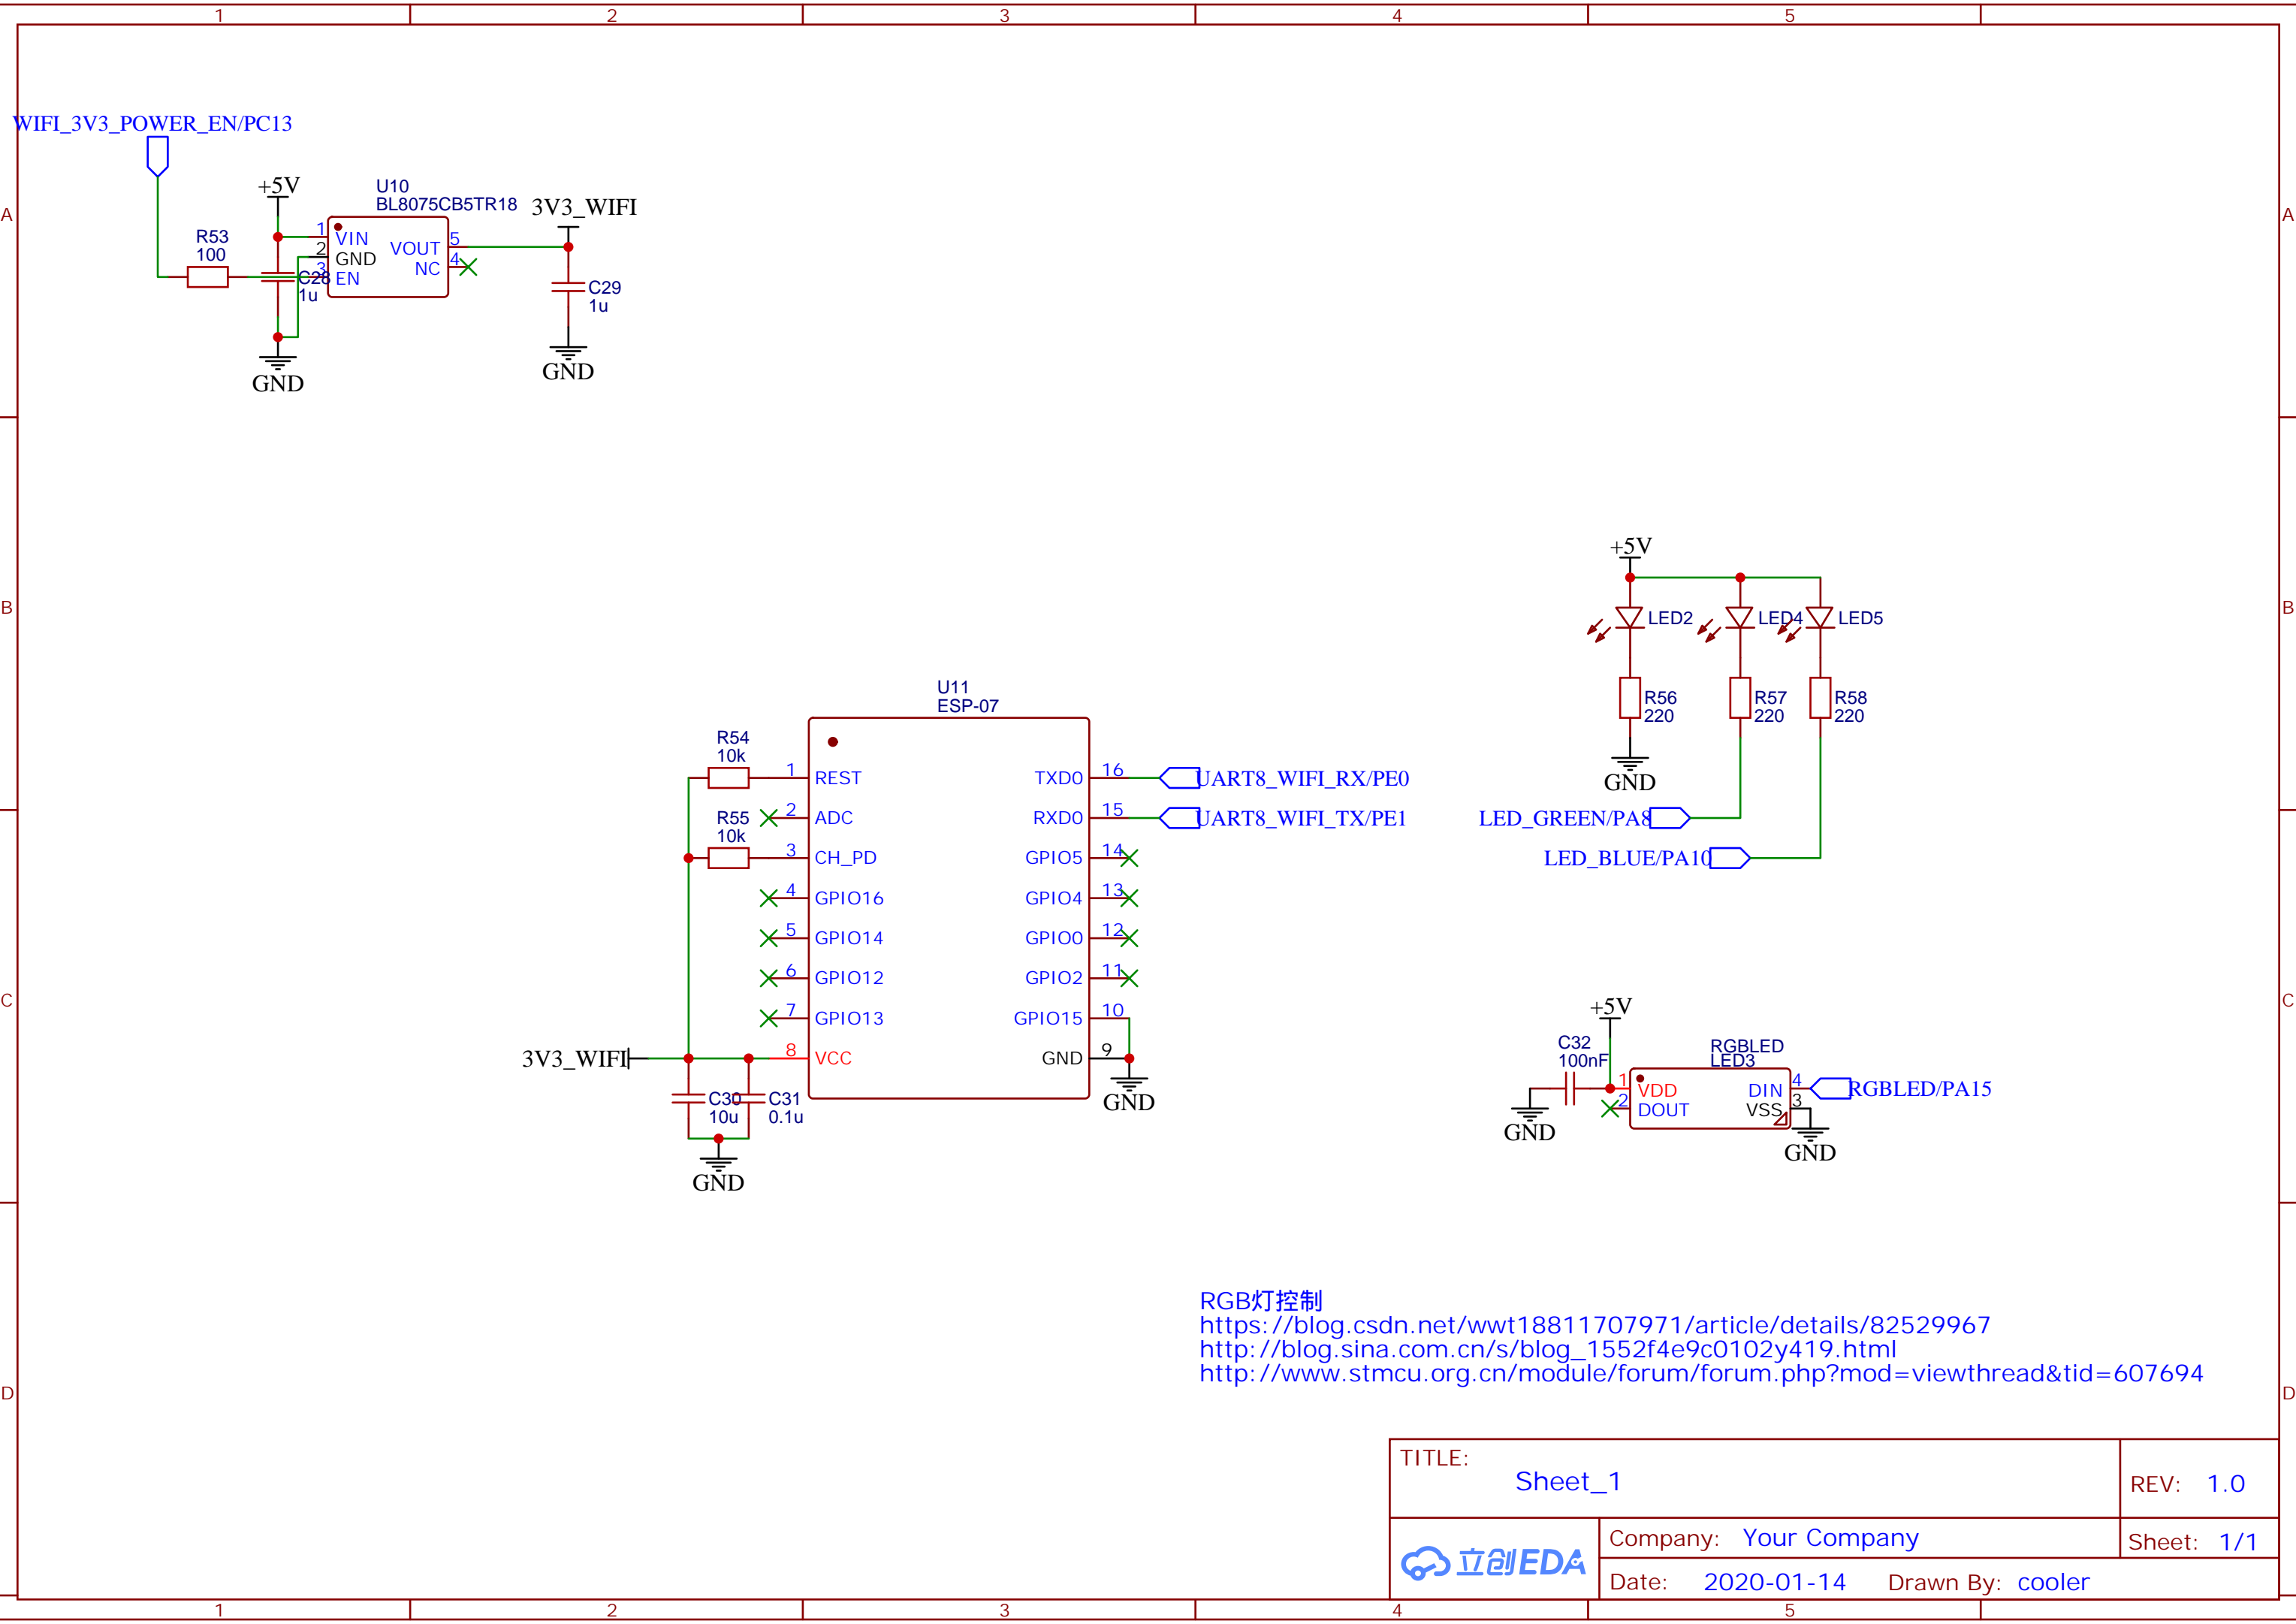 1 2 3 4 5
WIFI_3V3_POWER_EN/PC13
+5V
U10
BL8075CB5TR18
3V3_WIFI
A
A
R53
100
1
VIN
2
GND
3
EN
VOUT
5
NC
4
C28
1u
C29
1u
GND
GND
B
B
+5V
LED2
LED4
LED5
R56
220
R57
220
R58
220
GND
LED_GREEN/PA8
LED_BLUE/PA10
U11
ESP-07
R54
10k
R55
10k
1 REST
2 ADC
3 CH_PD
4 GPIO16
5 GPIO14
6 GPIO12
7 GPIO13
8 VCC
TXD0 16
UART8_WIFI_RX/PE0
RXD0 15
UART8_WIFI_TX/PE1
GPIO5 14
GPIO4 13
GPIO0 12
GPIO2 11
GPIO15 10
GND 9
3V3_WIFI
C30
10u
C31
0.1u
GND
GND
C
C
+5V
C32
100nF
RGBLED
LED3
1 VDD
2 DOUT
DIN 4
VSS 3
RGBLED/PA15
GND
GND
RGB灯控制
https://blog.csdn.net/wwt18811707971/article/details/82529967
http://blog.sina.com.cn/s/blog_1552f4e9c0102y419.html
http://www.stmcu.org.cn/module/forum/forum.php?mod=viewthread&tid=607694
D
D
TITLE:
Sheet_1
REV: 1.0
立创EDA
Company: Your Company
Sheet: 1/1
Date: 2020-01-14 Drawn By: cooler
1 2 3 4 5